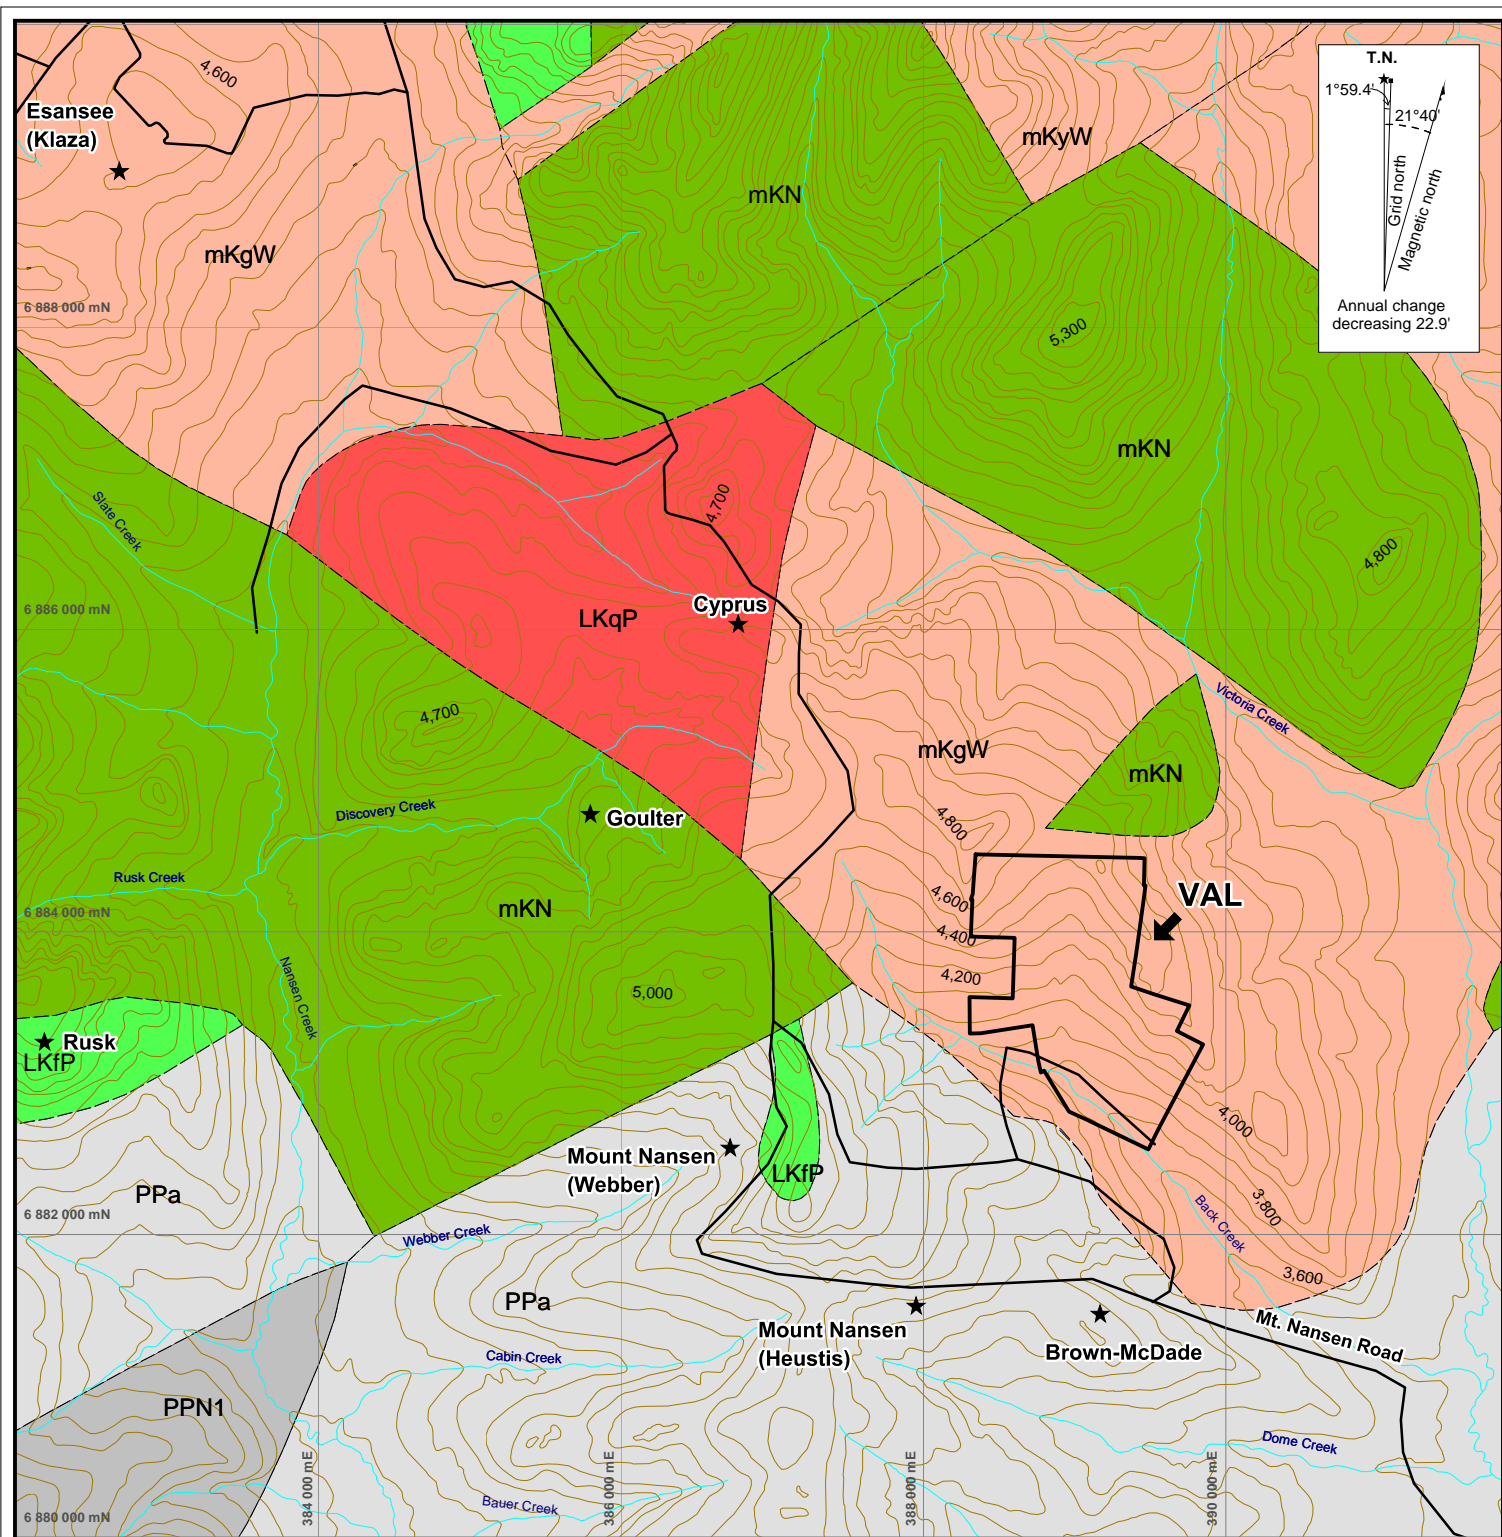 T.N.
1°59.4'
21°40'
Grid north
Magnetic north
Annual change
decreasing 22.9'
4,600
Esansee
(Klaza)
mKyW
mKN
mKgW
6 888 000 mN
5,300
mKN
4,700
Slate Creek
4,800
6 886 000 mN
Cyprus
LKqP
4,700
Victoria Creek
mKgW
mKN
Discovery Creek
Goulter
4,800
Rusk Creek
VAL
4,600
6 884 000 mN
mKN
4,400
Nansen Creek
4,200
5,000
Rusk
LKfP
4,000
Mount Nansen
(Webber)
LKfP
PPa
3,800
Back Creek
6 882 000 mN
Webber Creek
3,600
PPa
Mount Nansen
(Heustis)
Mt. Nansen Road
Brown-McDade
Cabin Creek
PPN1
Dome Creek
384 000 mE
386 000 mE
388 000 mE
390 000 mE
Bauer Creek
6 880 000 mN